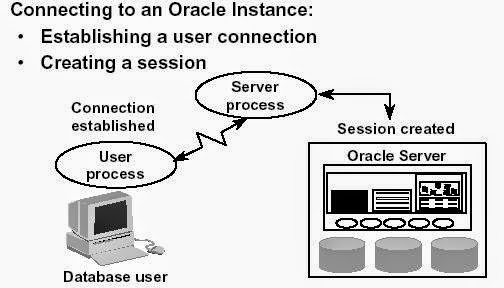 Connecting to an Oracle Instance:
• Establishing a user connection
• Creating a session
Server
process
Connection
established
Session created
User
process
Oracle Server
Database user